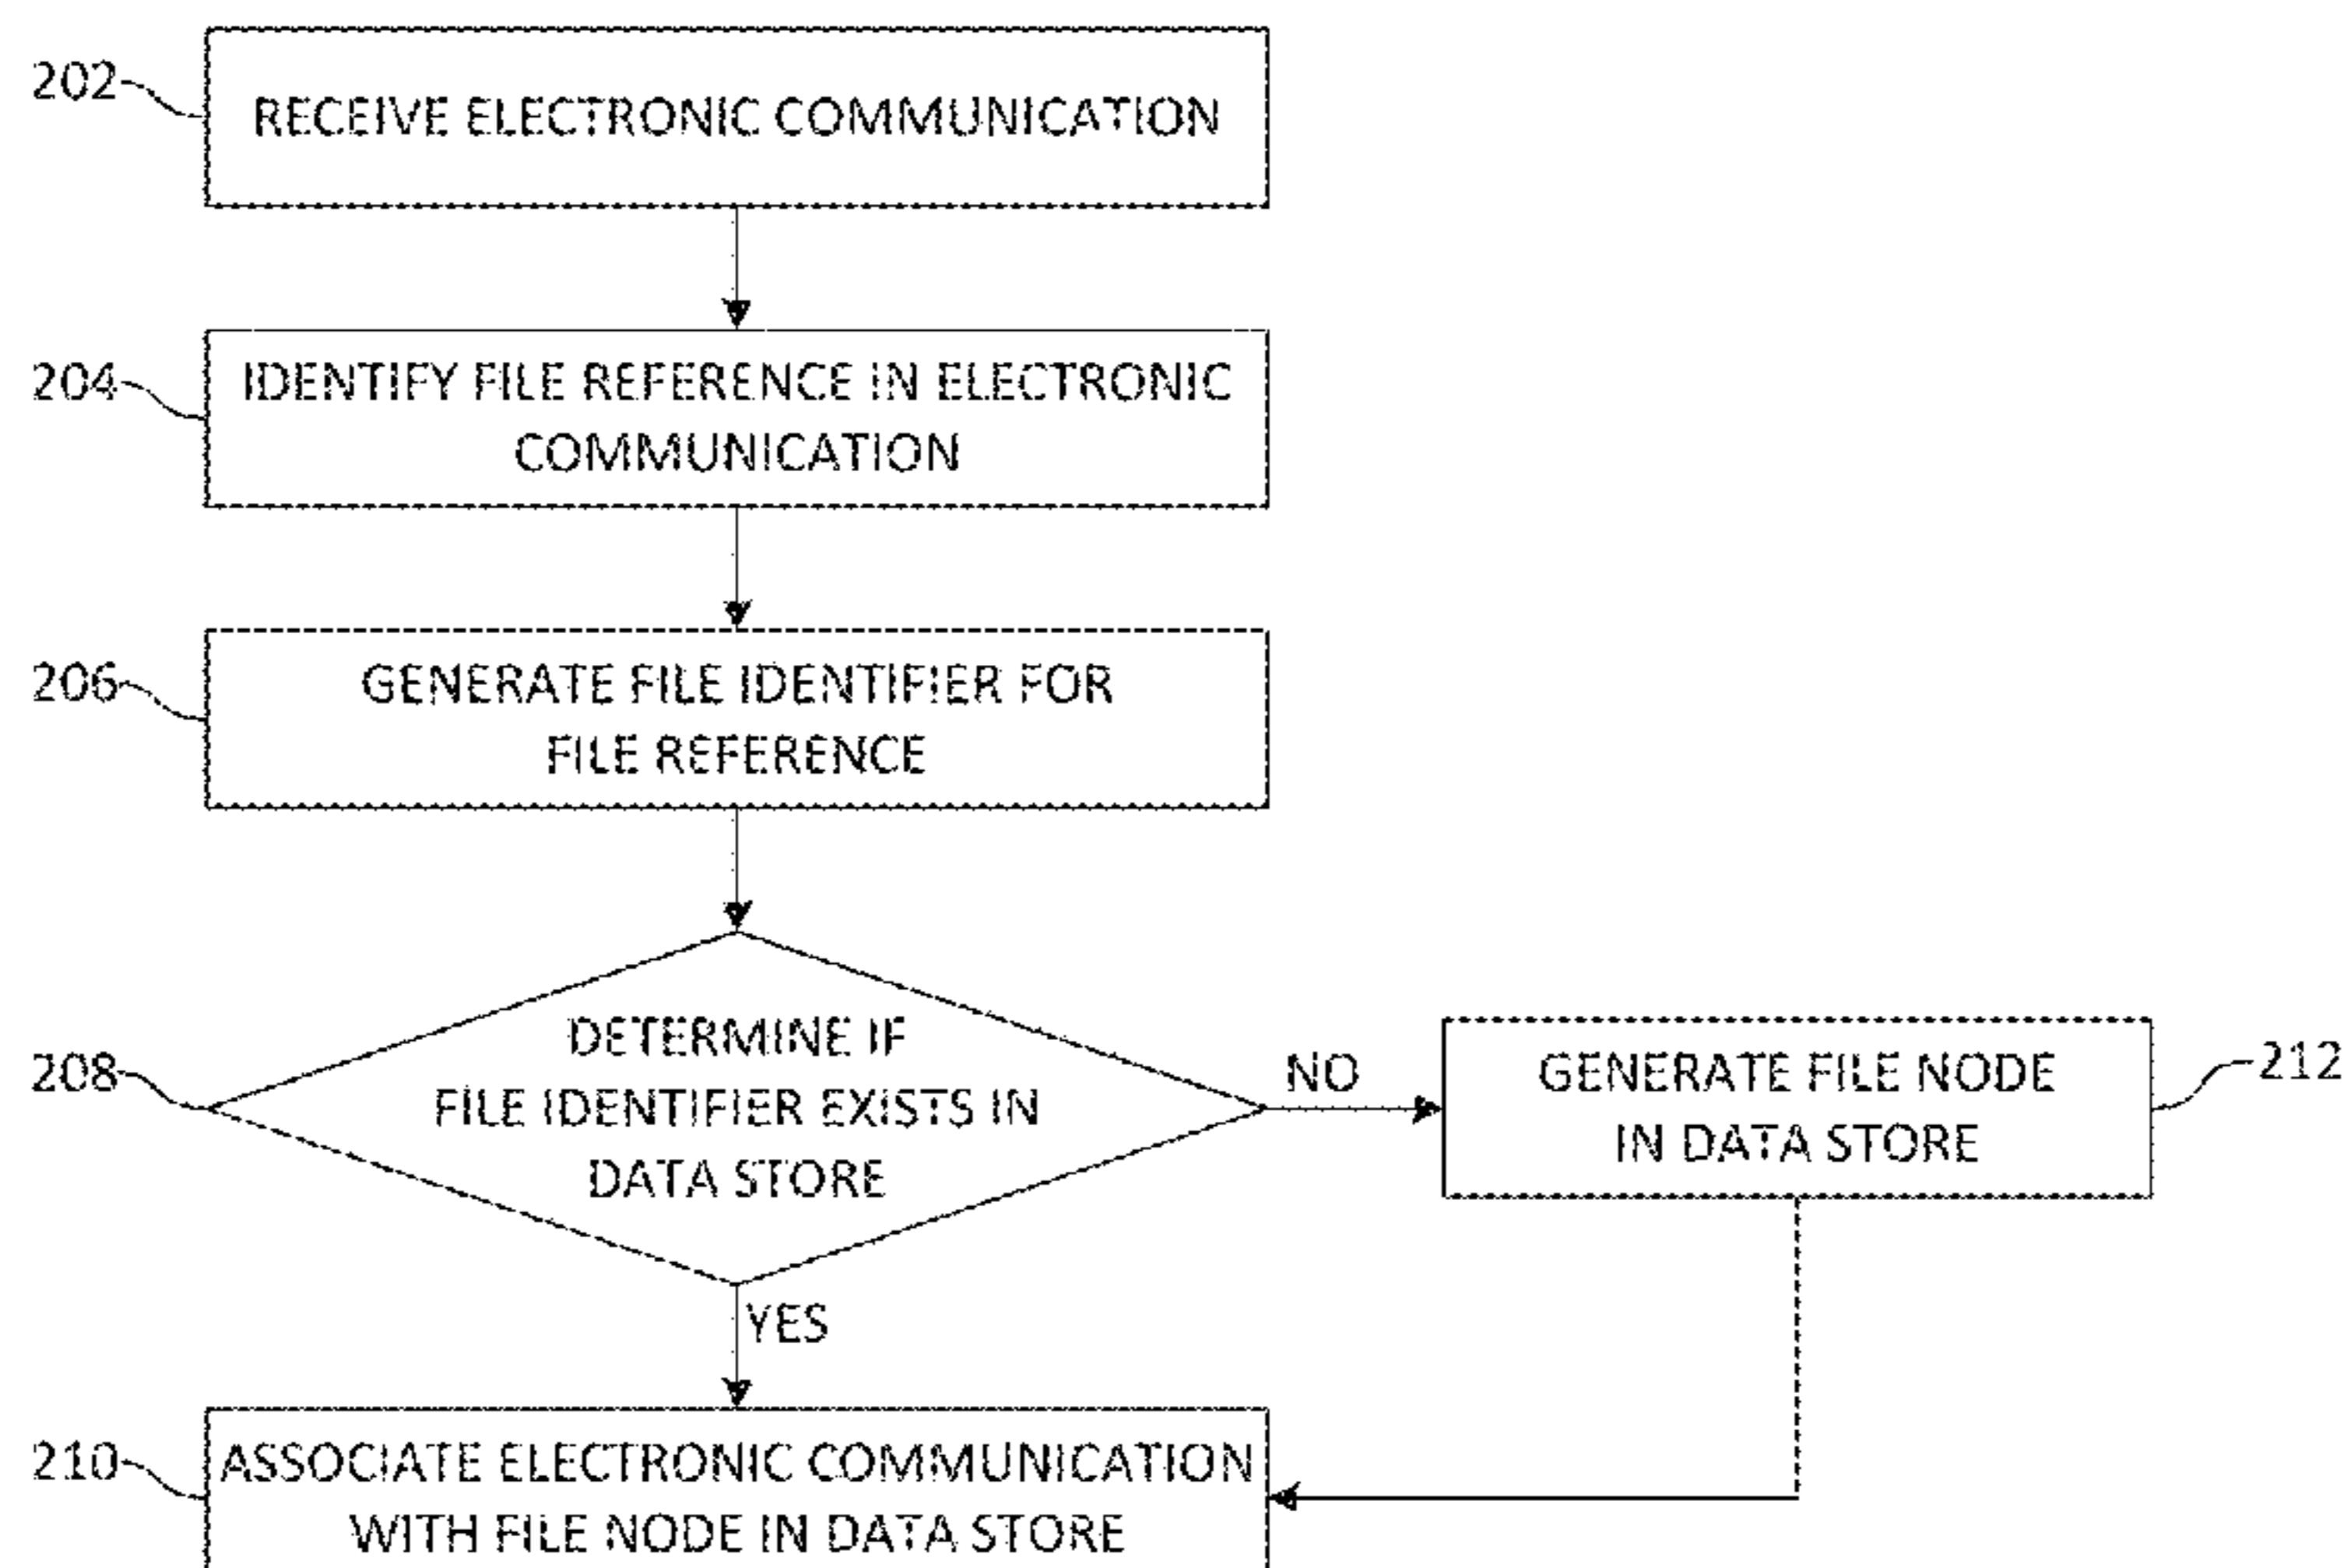 202
RECEIVE ELECTRONIC COMMUNICATION
204
IDENTIFY FILE REFERENCE IN ELECTRONIC
COMMUNICATION
206
GENERATE FILE IDENTIFIER FOR
FILE REFERENCE
208
DETERMINE IF
FILE IDENTIFIER EXISTS IN
DATA STORE
NO
GENERATE FILE NODE
IN DATA STORE
212
YES
210
ASSOCIATE ELECTRONIC COMMUNICATION
WITH FILE NODE IN DATA STORE